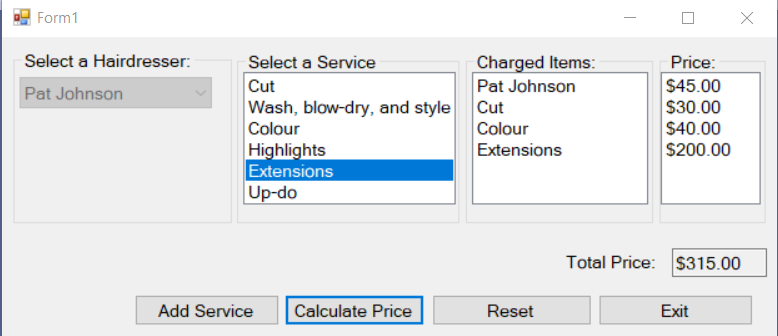 Form1
Select a Hairdresser:
Pat Johnson
Select a Service
Cut
Wash, blow-dry, and style
Colour
Highlights
Extensions
Up-do
Charged Items:
Pat Johnson
Cut
Colour
Extensions
Price:
$45.00
$30.00
$40.00
$200.00
Total Price: $315.00
Add Service Calculate Price Reset Exit